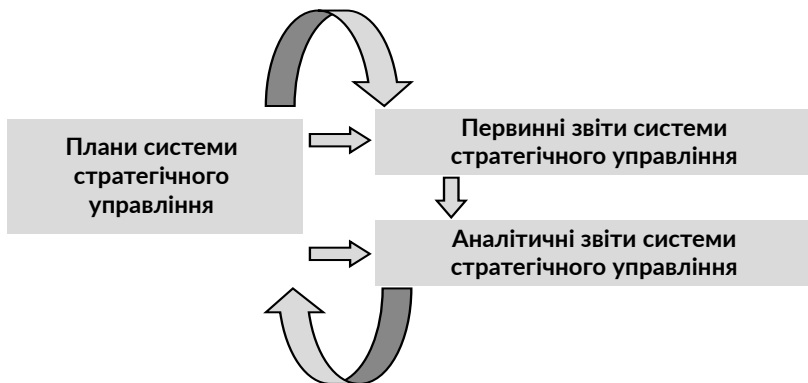 Плани системи
стратегічного
управління
Первинні звіти системи
стратегічного управління
Аналітичні звіти системи
стратегічного управління